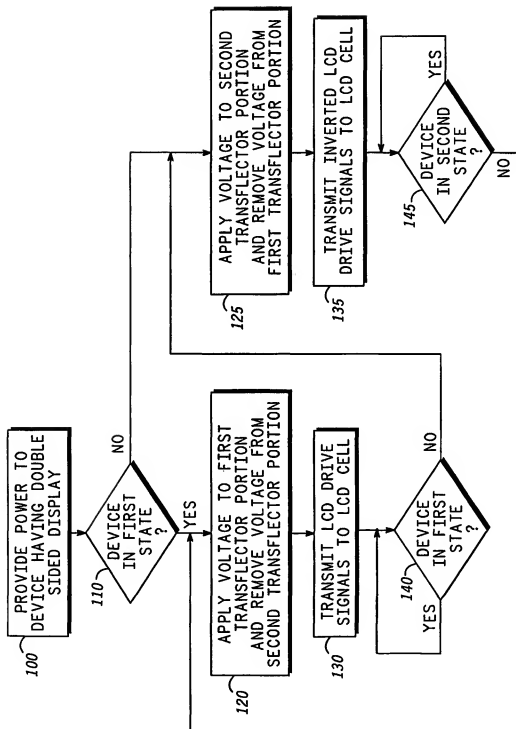 PROVIDE POWER TO
DEVICE HAVING DOUBLE
SIDED DISPLAY
100
DEVICE
IN FIRST
STATE
?
110
NO
YES
APPLY VOLTAGE TO FIRST
TRANSFLECTOR PORTION
AND REMOVE VOLTAGE FROM
SECOND TRANSFLECTOR PORTION
120
TRANSMIT LCD DRIVE
SIGNALS TO LCD CELL
130
DEVICE
IN FIRST
STATE
?
140
YES
NO
APPLY VOLTAGE TO SECOND
TRANSFLECTOR PORTION
AND REMOVE VOLTAGE FROM
FIRST TRANSFLECTOR PORTION
125
TRANSMIT INVERTED LCD
DRIVE SIGNALS TO LCD CELL
135
DEVICE
IN SECOND
STATE
?
145
YES
NO